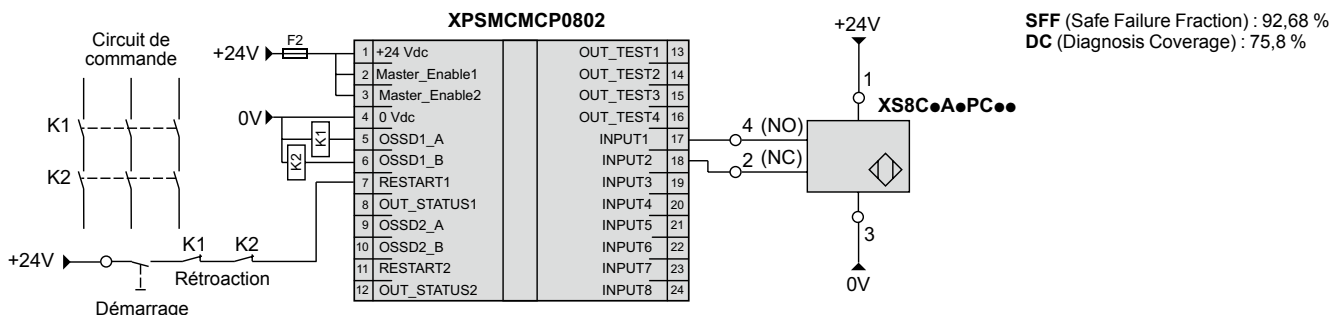 XPSMCMCP0802
Circuit de
commande
K1
K2
+24V
F2
0V
K1
K2
1 +24 Vdc
2 Master_Enable1
3 Master_Enable2
4 0 Vdc
5 OSSD1_A
6 OSSD1_B
7 RESTART1
8 OUT_STATUS1
9 OSSD2_A
10 OSSD2_B
11 RESTART2
12 OUT_STATUS2
OUT_TEST1 13
OUT_TEST2 14
OUT_TEST3 15
OUT_TEST4 16
INPUT1 17
INPUT2 18
INPUT3 19
INPUT4 20
INPUT5 21
INPUT6 22
INPUT7 23
INPUT8 24
+24V
K1 K2
Rétroaction
Démarrage
+24V
1
XS8C●A●PC●●
4 (NO)
2 (NC)
3
0V
SFF (Safe Failure Fraction) : 92,68 %
DC (Diagnosis Coverage) : 75,8 %